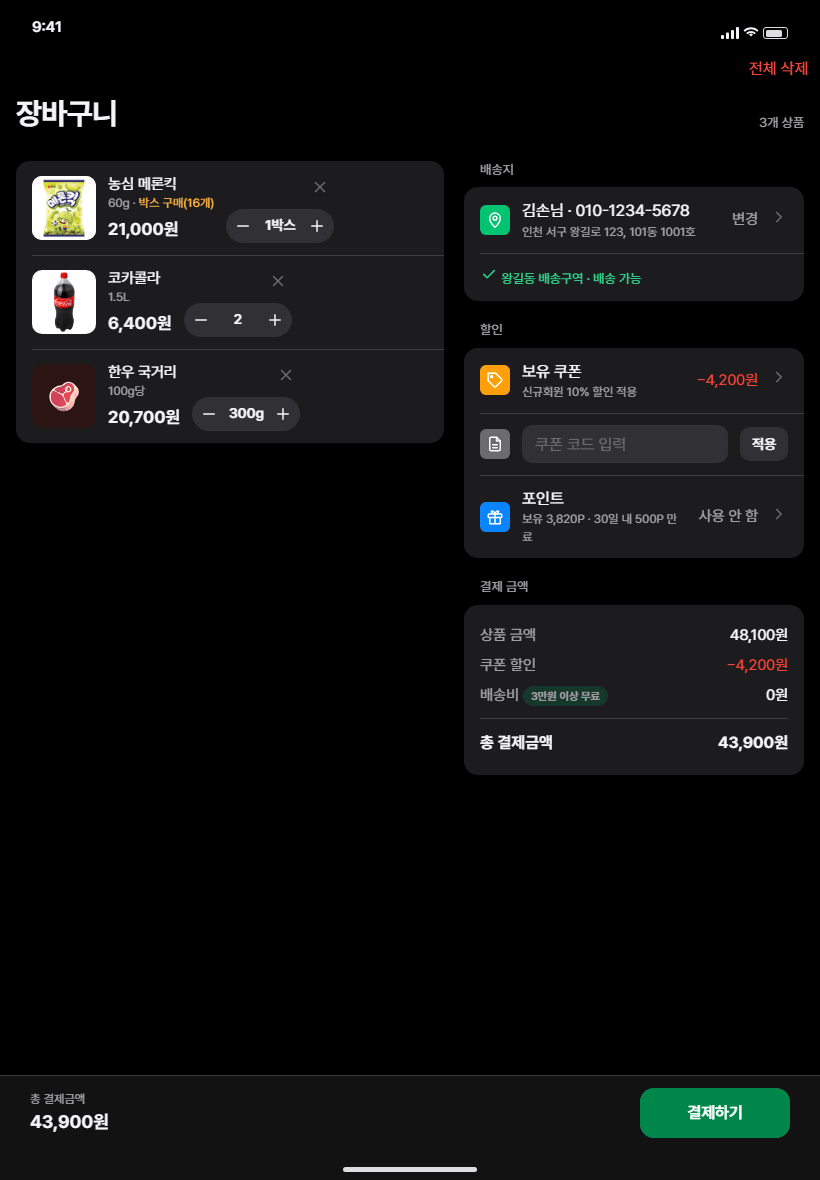 9:41
전체 삭제
장바구니
3개 상품
농심 메론킥
60g · 박스 구매(16개)
21,000원
1박스
코카콜라
1.5L
6,400원
2
한우 국거리
100g당
20,700원
300g
배송지
김손님 · 010-1234-5678
인천 서구 왕길로 123, 101동 1001호
변경
왕길동 배송구역 · 배송 가능
할인
보유 쿠폰
신규회원 10% 할인 적용
−4,200원
쿠폰 코드 입력
적용
포인트
보유 3,820P · 30일 내 500P 만
료
사용 안 함
결제 금액
상품 금액 48,100원
쿠폰 할인 −4,200원
배송비 3만원 이상 무료 0원
총 결제금액 43,900원
총 결제금액
43,900원
결제하기